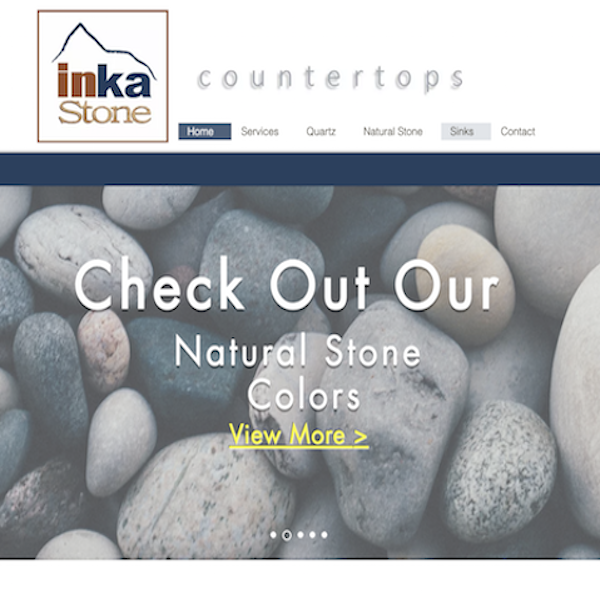 inka
Stone
countertops
Home Services Quartz Natural Stone Sinks Contact
Check Out Our
Natural Stone
Colors
View More >